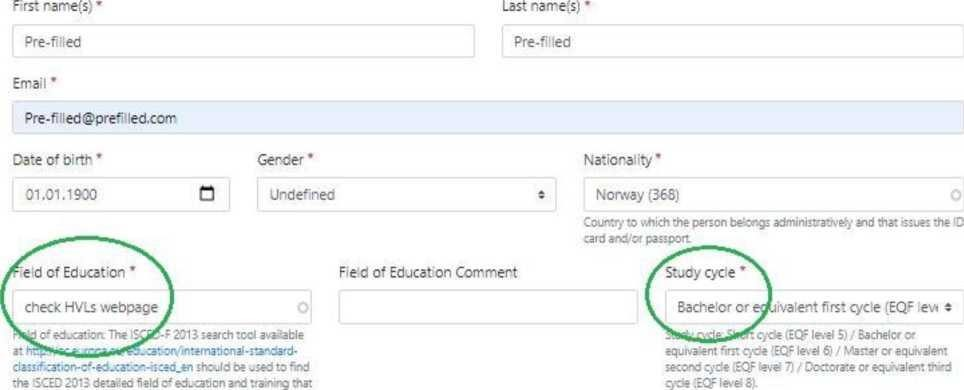 First name(s) * Last name(s) *
Pre-filled Pre-filled
Email *
Pre-filled@prefilled.com
Date of birth * Gender * Nationality *
01.01.1900 Undefined Norway (368)
Country to which the person belongs administratively and that issues the ID
card and/or passport.
Field of Education * Field of Education Comment Study cycle *
check HVLs webpage Bachelor or equivalent first cycle (EQF leve
Field of education: The ISCED-F 2013 search tool available Study cycle: Short cycle (EQF level 5) / Bachelor or
at education/international-standard- equivalent first cycle (EQF level 6) / Master or equivalent
classification-of-education-isced_en should be used to find second cycle (EQF level 7) / Doctorate or equivalent third
the ISCED 2013 detailed field of education and training that cycle (EQF level 8).